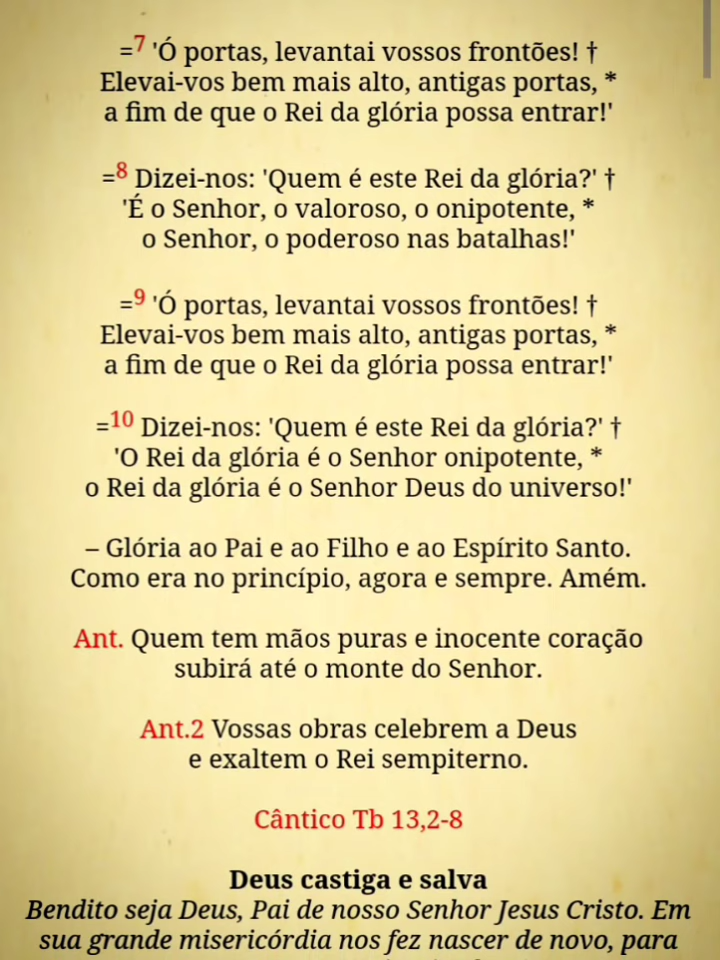 =7 'Ó portas, levantai vossos frontões! †
Elevai-vos bem mais alto, antigas portas, *
a fim de que o Rei da glória possa entrar!'
=8 Dizei-nos: 'Quem é este Rei da glória?' †
'É o Senhor, o valoroso, o onipotente, *
o Senhor, o poderoso nas batalhas!'
=9 'Ó portas, levantai vossos frontões! †
Elevai-vos bem mais alto, antigas portas, *
a fim de que o Rei da glória possa entrar!'
=10 Dizei-nos: 'Quem é este Rei da glória?' †
'O Rei da glória é o Senhor onipotente, *
o Rei da glória é o Senhor Deus do universo!'
– Glória ao Pai e ao Filho e ao Espírito Santo.
Como era no princípio, agora e sempre. Amém.
Ant. Quem tem mãos puras e inocente coração
subirá até o monte do Senhor.
Ant.2 Vossas obras celebrem a Deus
e exaltem o Rei sempiterno.
Cântico Tb 13,2-8
Deus castiga e salva
Bendito seja Deus, Pai de nosso Senhor Jesus Cristo. Em
sua grande misericórdia nos fez nascer de novo, para